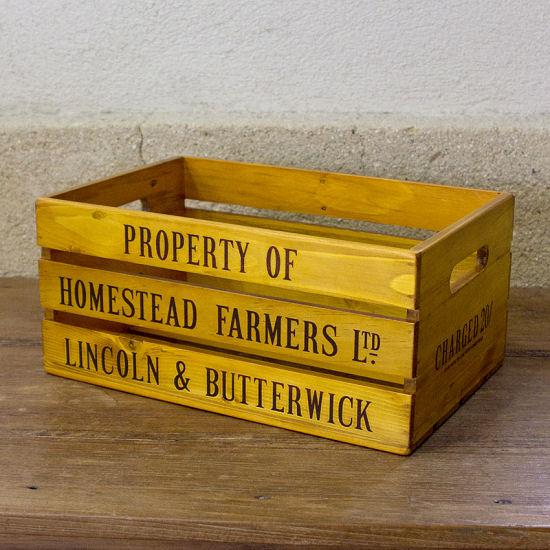 PROPERTY OF
HOMESTEAD FARMERS LTD.
LINCOLN & BUTTERWICK
CHARGED 20/